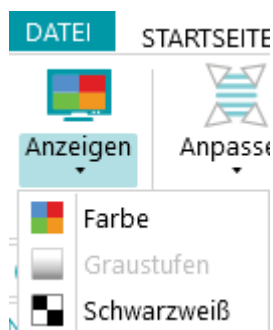 DATEI STARTSEITE
Anzeigen Anpasse
Farbe
Graustufen
Schwarzweiß